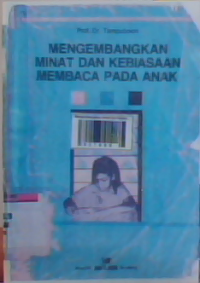 Prof. Dr. Tampubolon
MENGEMBANGKAN
MINAT DAN KEBIASAAN
MEMBACA PADA ANAK